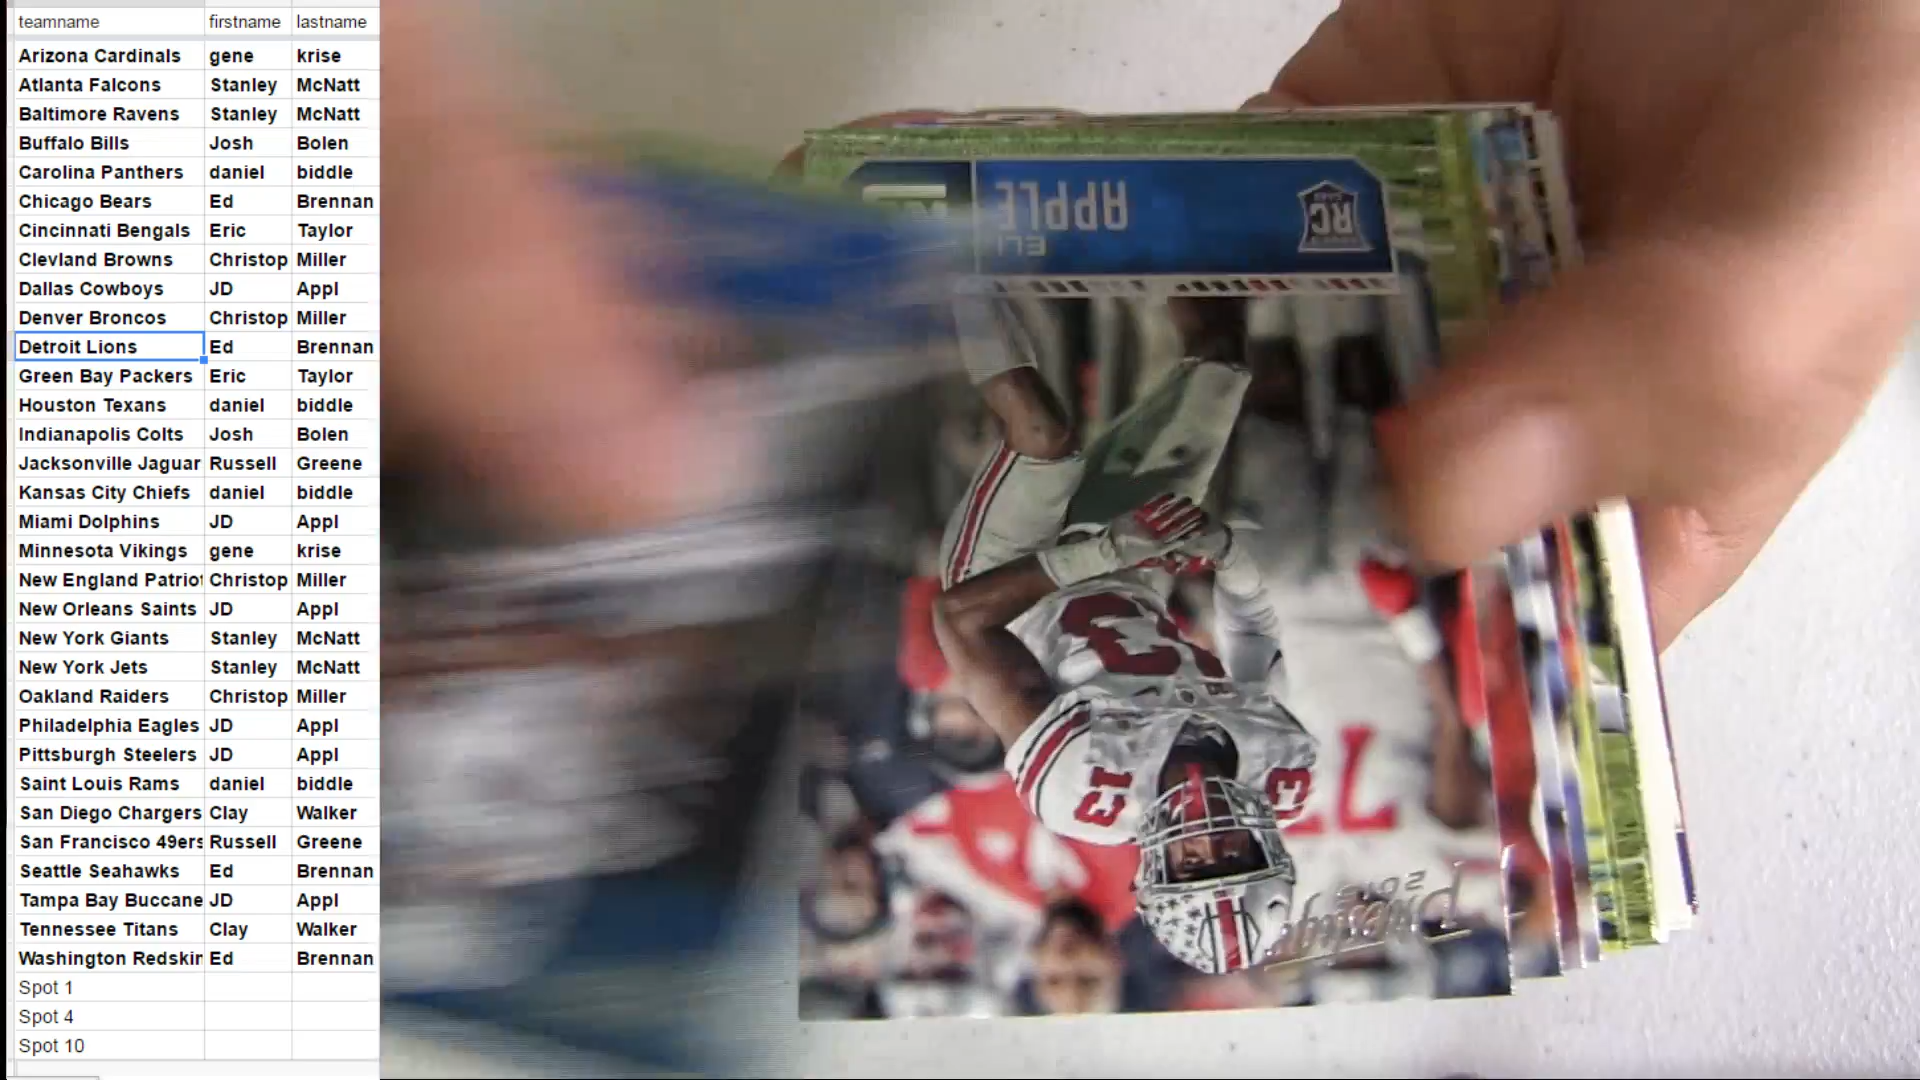 teamname firstname lastname
Arizona Cardinals gene krise
Atlanta Falcons Stanley McNatt
Baltimore Ravens Stanley McNatt
Buffalo Bills Josh Bolen
Carolina Panthers daniel biddle
Chicago Bears Ed Brennan
Cincinnati Bengals Eric Taylor
Clevland Browns Christop Miller
Dallas Cowboys JD Appl
Denver Broncos Christop Miller
Detroit Lions Ed Brennan
Green Bay Packers Eric Taylor
Houston Texans daniel biddle
Indianapolis Colts Josh Bolen
Jacksonville Jaguar Russell Greene
Kansas City Chiefs daniel biddle
Miami Dolphins JD Appl
Minnesota Vikings gene krise
New England Patriot Christop Miller
New Orleans Saints JD Appl
New York Giants Stanley McNatt
New York Jets Stanley McNatt
Oakland Raiders Christop Miller
Philadelphia Eagles JD Appl
Pittsburgh Steelers JD Appl
Saint Louis Rams daniel biddle
San Diego Chargers Clay Walker
San Francisco 49ers Russell Greene
Seattle Seahawks Ed Brennan
Tampa Bay Buccane JD Appl
Tennessee Titans Clay Walker
Washington Redskin Ed Brennan
Spot 1
Spot 4
Spot 10
ELI
APPLE
RC
13
13
Prestige
2016